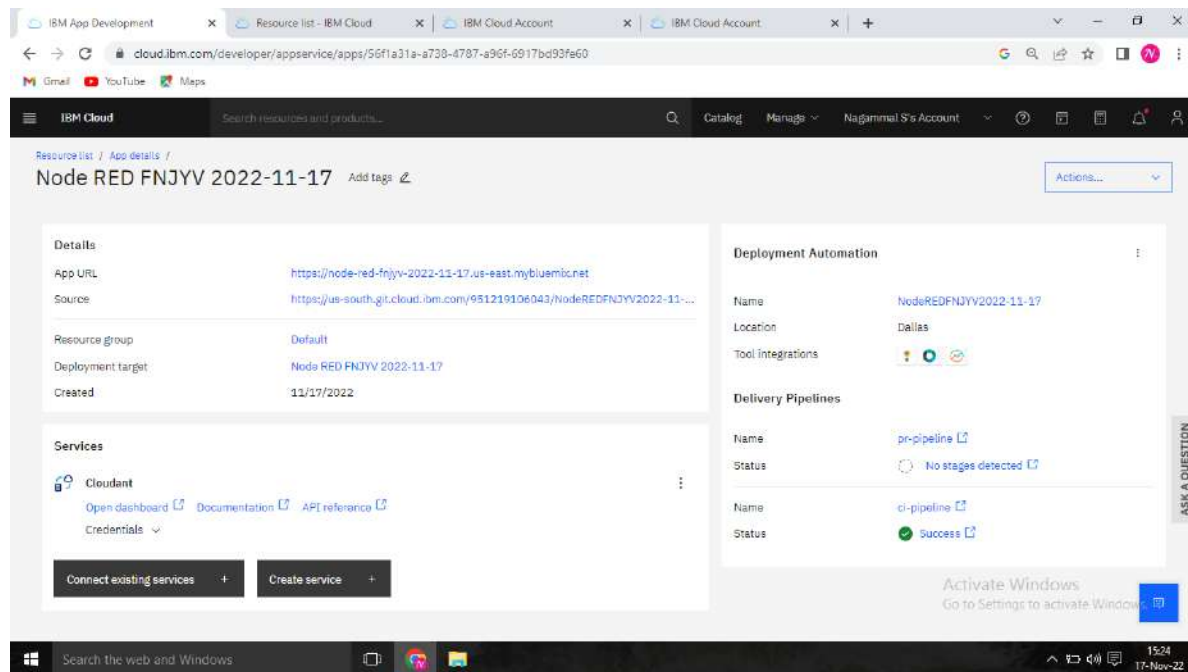 IBM App Development
Resource list - IBM Cloud
IBM Cloud Account
IBM Cloud Account
cloud.ibm.com/developer/appservice/apps/56f1a31a-a738-4787-a96f-6917bd93fe60
Gmail YouTube Maps
IBM Cloud
Search resources and products...
Catalog
Manage
Nagammal S's Account
Resource list / App details /
Node RED FNJYV 2022-11-17
Add tags
Actions...
Details
App URL
https://node-red-fnjyv-2022-11-17.us-east.mybluemix.net
Source
https://us-south.git.cloud.ibm.com/951219106043/NodeREDFNJYV2022-11-...
Resource group
Default
Deployment target
Node RED FNJYV 2022-11-17
Created
11/17/2022
Services
Cloudant
Open dashboard Documentation API reference
Credentials
Connect existing services +
Create service +
Deployment Automation
Name
NodeREDFNJYV2022-11-17
Location
Dallas
Tool integrations
Delivery Pipelines
Name
pr-pipeline
Status
No stages detected
Name
ci-pipeline
Status
Success
ASK A QUESTION
Activate Windows
Go to Settings to activate Windows.
Search the web and Windows
15:24
17-Nov-22